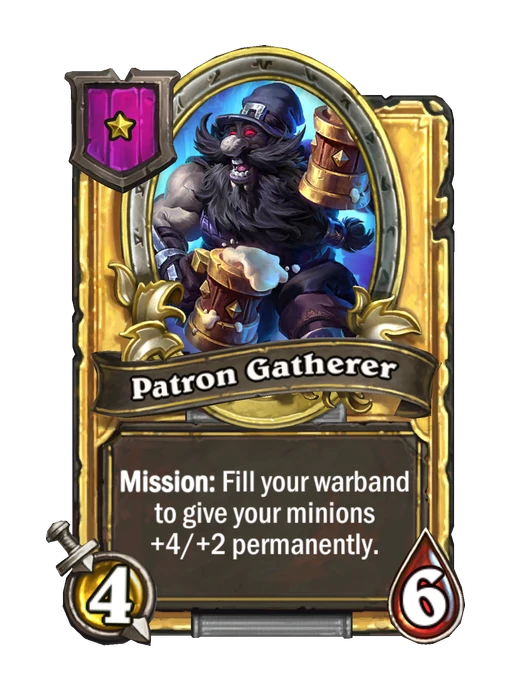 Patron Gatherer
Mission: Fill your warband
to give your minions
+4/+2 permanently.
4
6